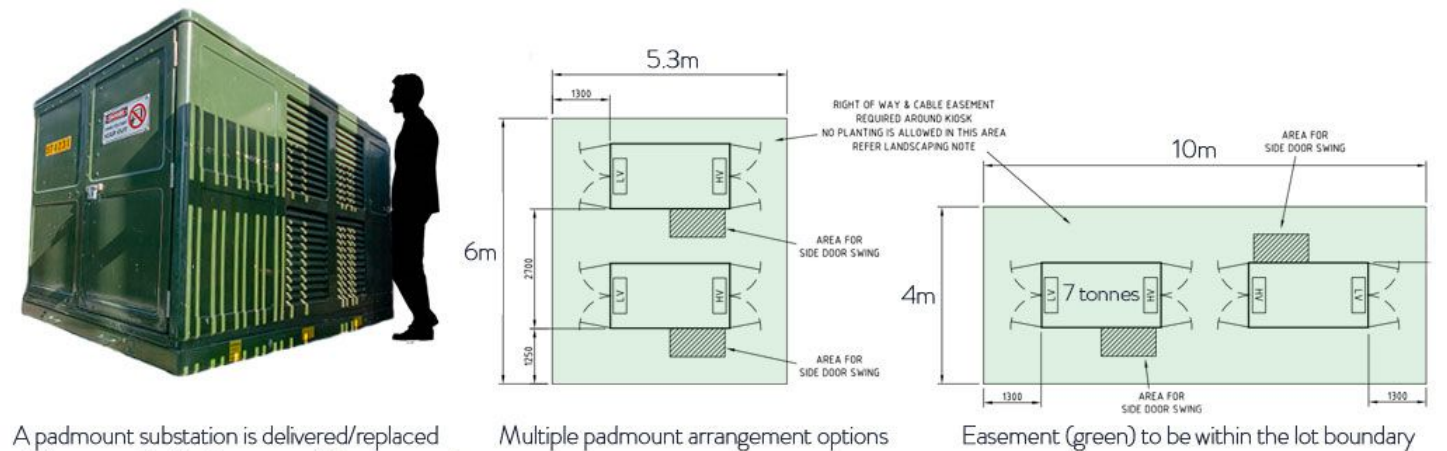 5.3m
1300
6m
2700
1250
LV
HV
LV
HV
RIGHT OF WAY & CABLE EASEMENT
REQUIRED AROUND KIOSK
NO PLANTING IS ALLOWED IN THIS AREA
REFER LANDSCAPING NOTE
AREA FOR
SIDE DOOR SWING
AREA FOR
SIDE DOOR SWING
10m
AREA FOR
SIDE DOOR SWING
4m
LV
7 tonnes
HV
HV
LV
1300
AREA FOR
SIDE DOOR SWING
1300
A padmount substation is delivered/replaced
Multiple padmount arrangement options
Easement (green) to be within the lot boundary